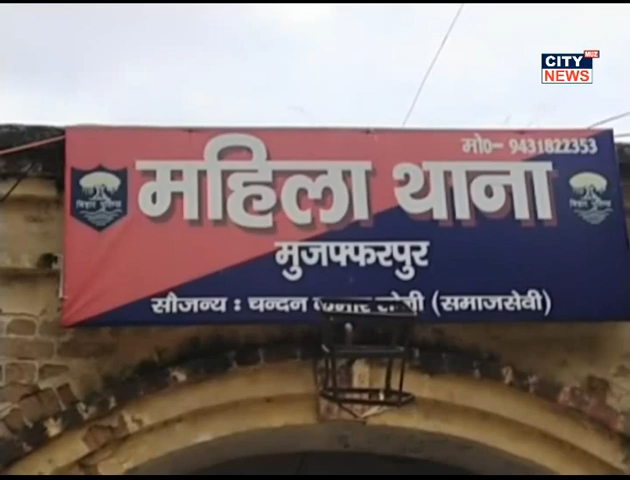 CITY MUZ
NEWS
मो०- 9431822353
महिला थाना
बिहार पुलिस
बिहार पुलिस
मुजफ्फरपुर
सौजन्य : चन्दन कुमार (समाजसेवी)